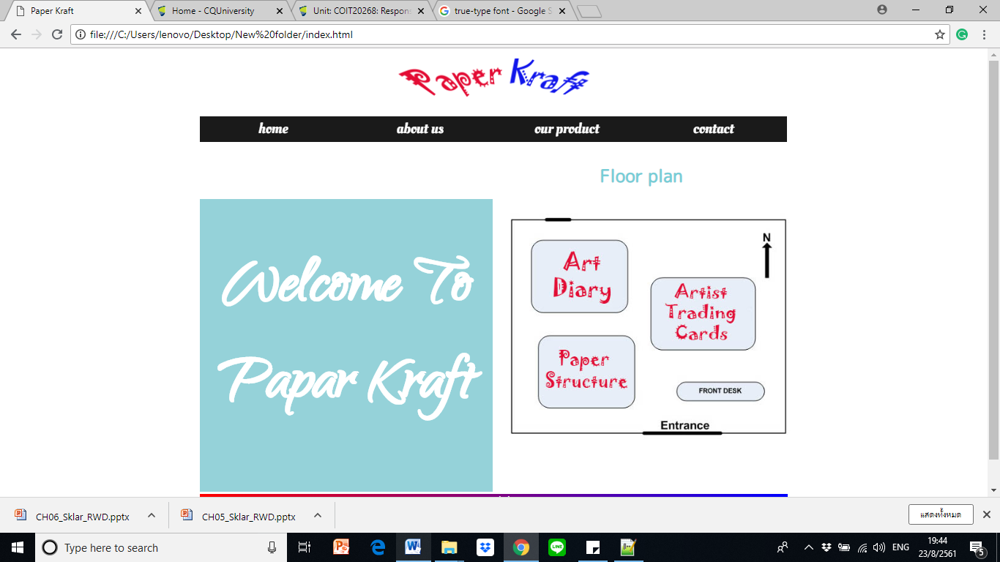 Paper Kraft
Home - CQUniversity
Unit: COIT20268: Respons
true-type font - Google S
file:///C:/Users/lenovo/Desktop/New%20folder/index.html
Paper Kraft
home about us our product contact
Floor plan
Welcome To
Papar Kraft
N
Art
Diary
Artist
Trading
Cards
Paper
Structure
FRONT DESK
Entrance
CH06_Sklar_RWD.pptx
CH05_Sklar_RWD.pptx
แสดงทั้งหมด
Type here to search
ENG
19:44
23/8/2561
5